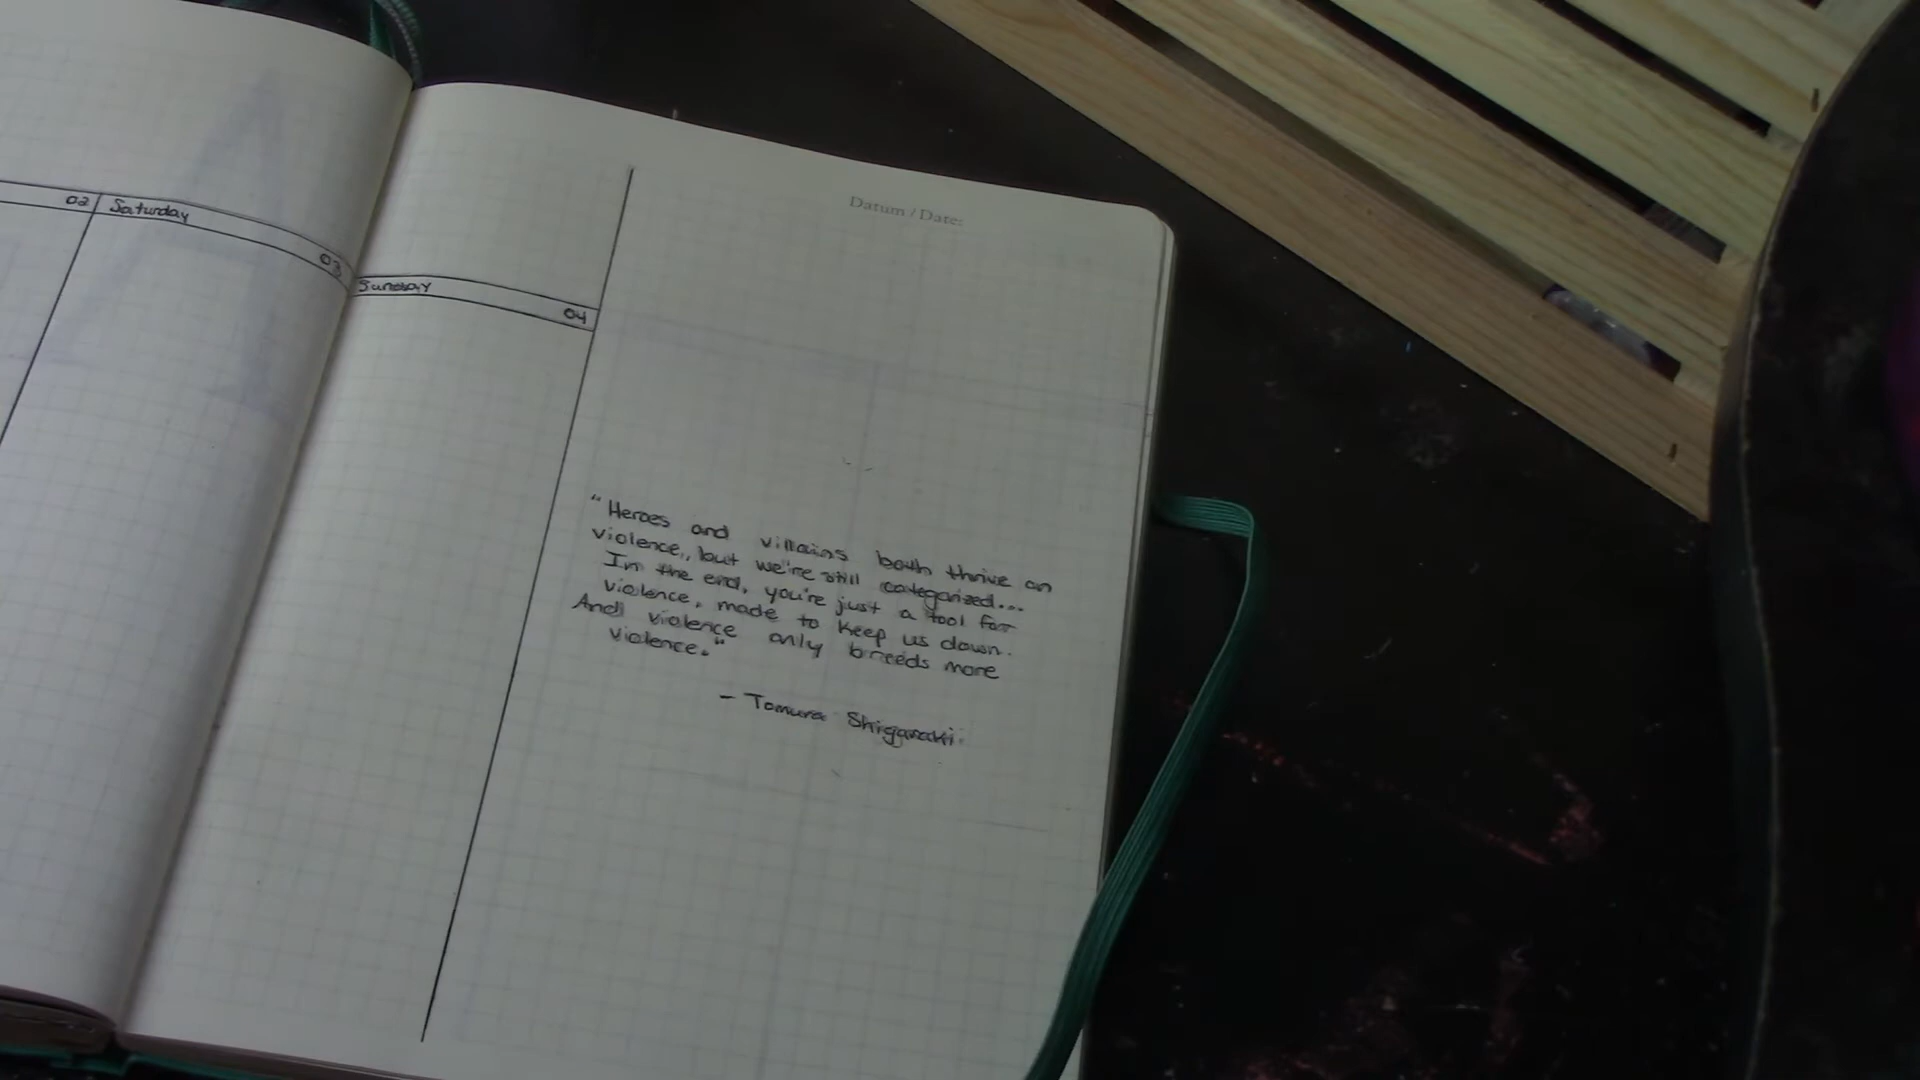 02 Saturday
03
Sunday
04
Datum / Date:
"Heroes and villains both thrive on
violence, but we're still categorized...
In the end, you're just a tool for
violence, made to keep us down.
And violence only breeds more
violence."
- Tomura Shigaraki